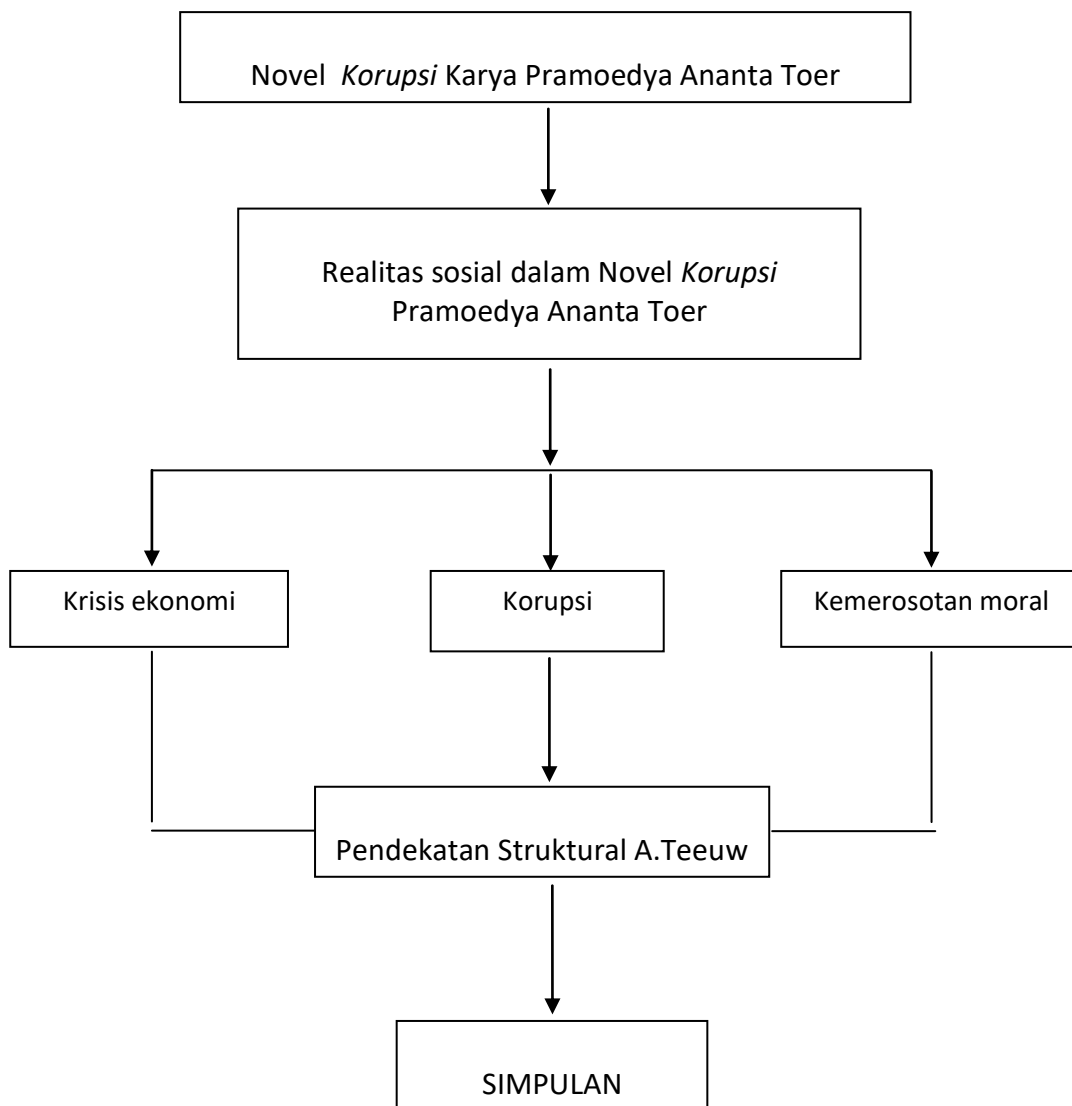 Novel Korupsi Karya Pramoedya Ananta Toer
Realitas sosial dalam Novel Korupsi
Pramoedya Ananta Toer
Krisis ekonomi
Korupsi
Kemerosotan moral
Pendekatan Struktural A.Teeuw
SIMPULAN